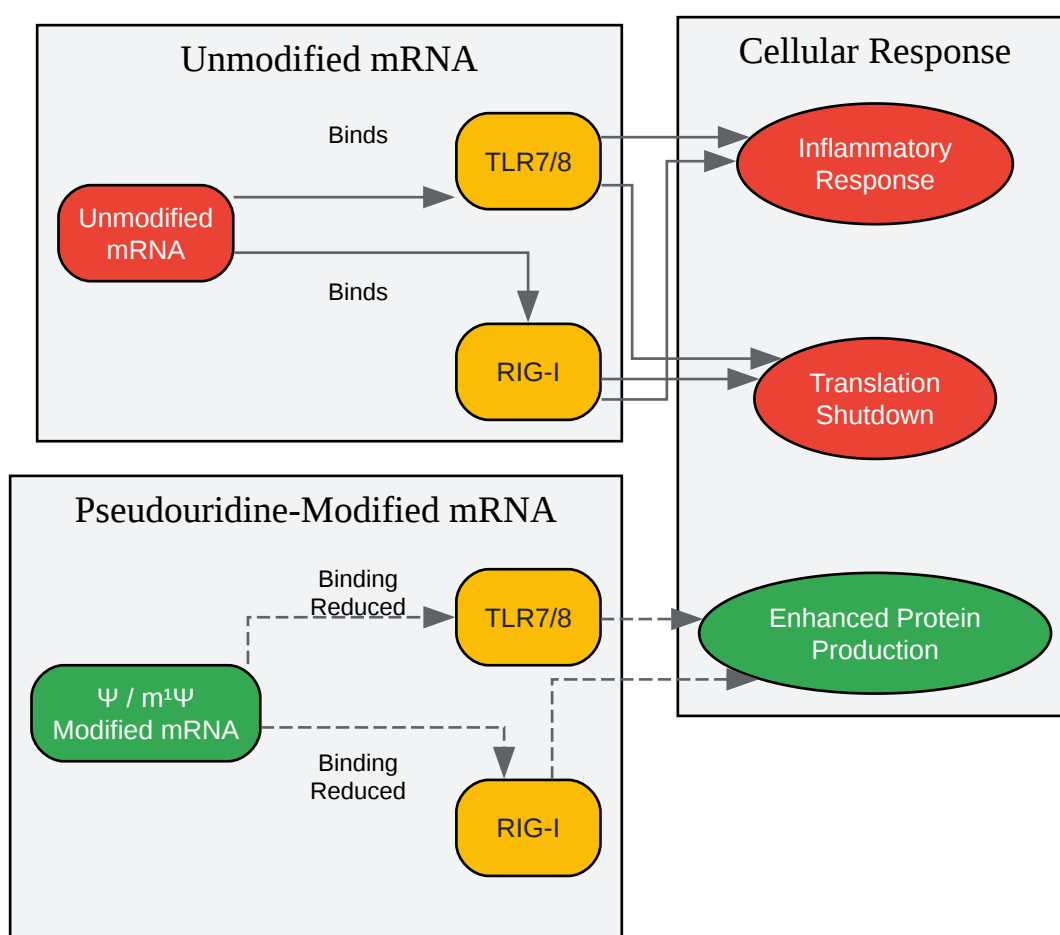 Unmodified mRNA
Binds
TLR7/8
Unmodified
mRNA
Binds
RIG-I
Cellular Response
Inflammatory
Response
Translation
Shutdown
Enhanced Protein
Production
Pseudouridine-Modified mRNA
Binding
Reduced
TLR7/8
Ψ / m¹Ψ
Modified mRNA
Binding
Reduced
RIG-I